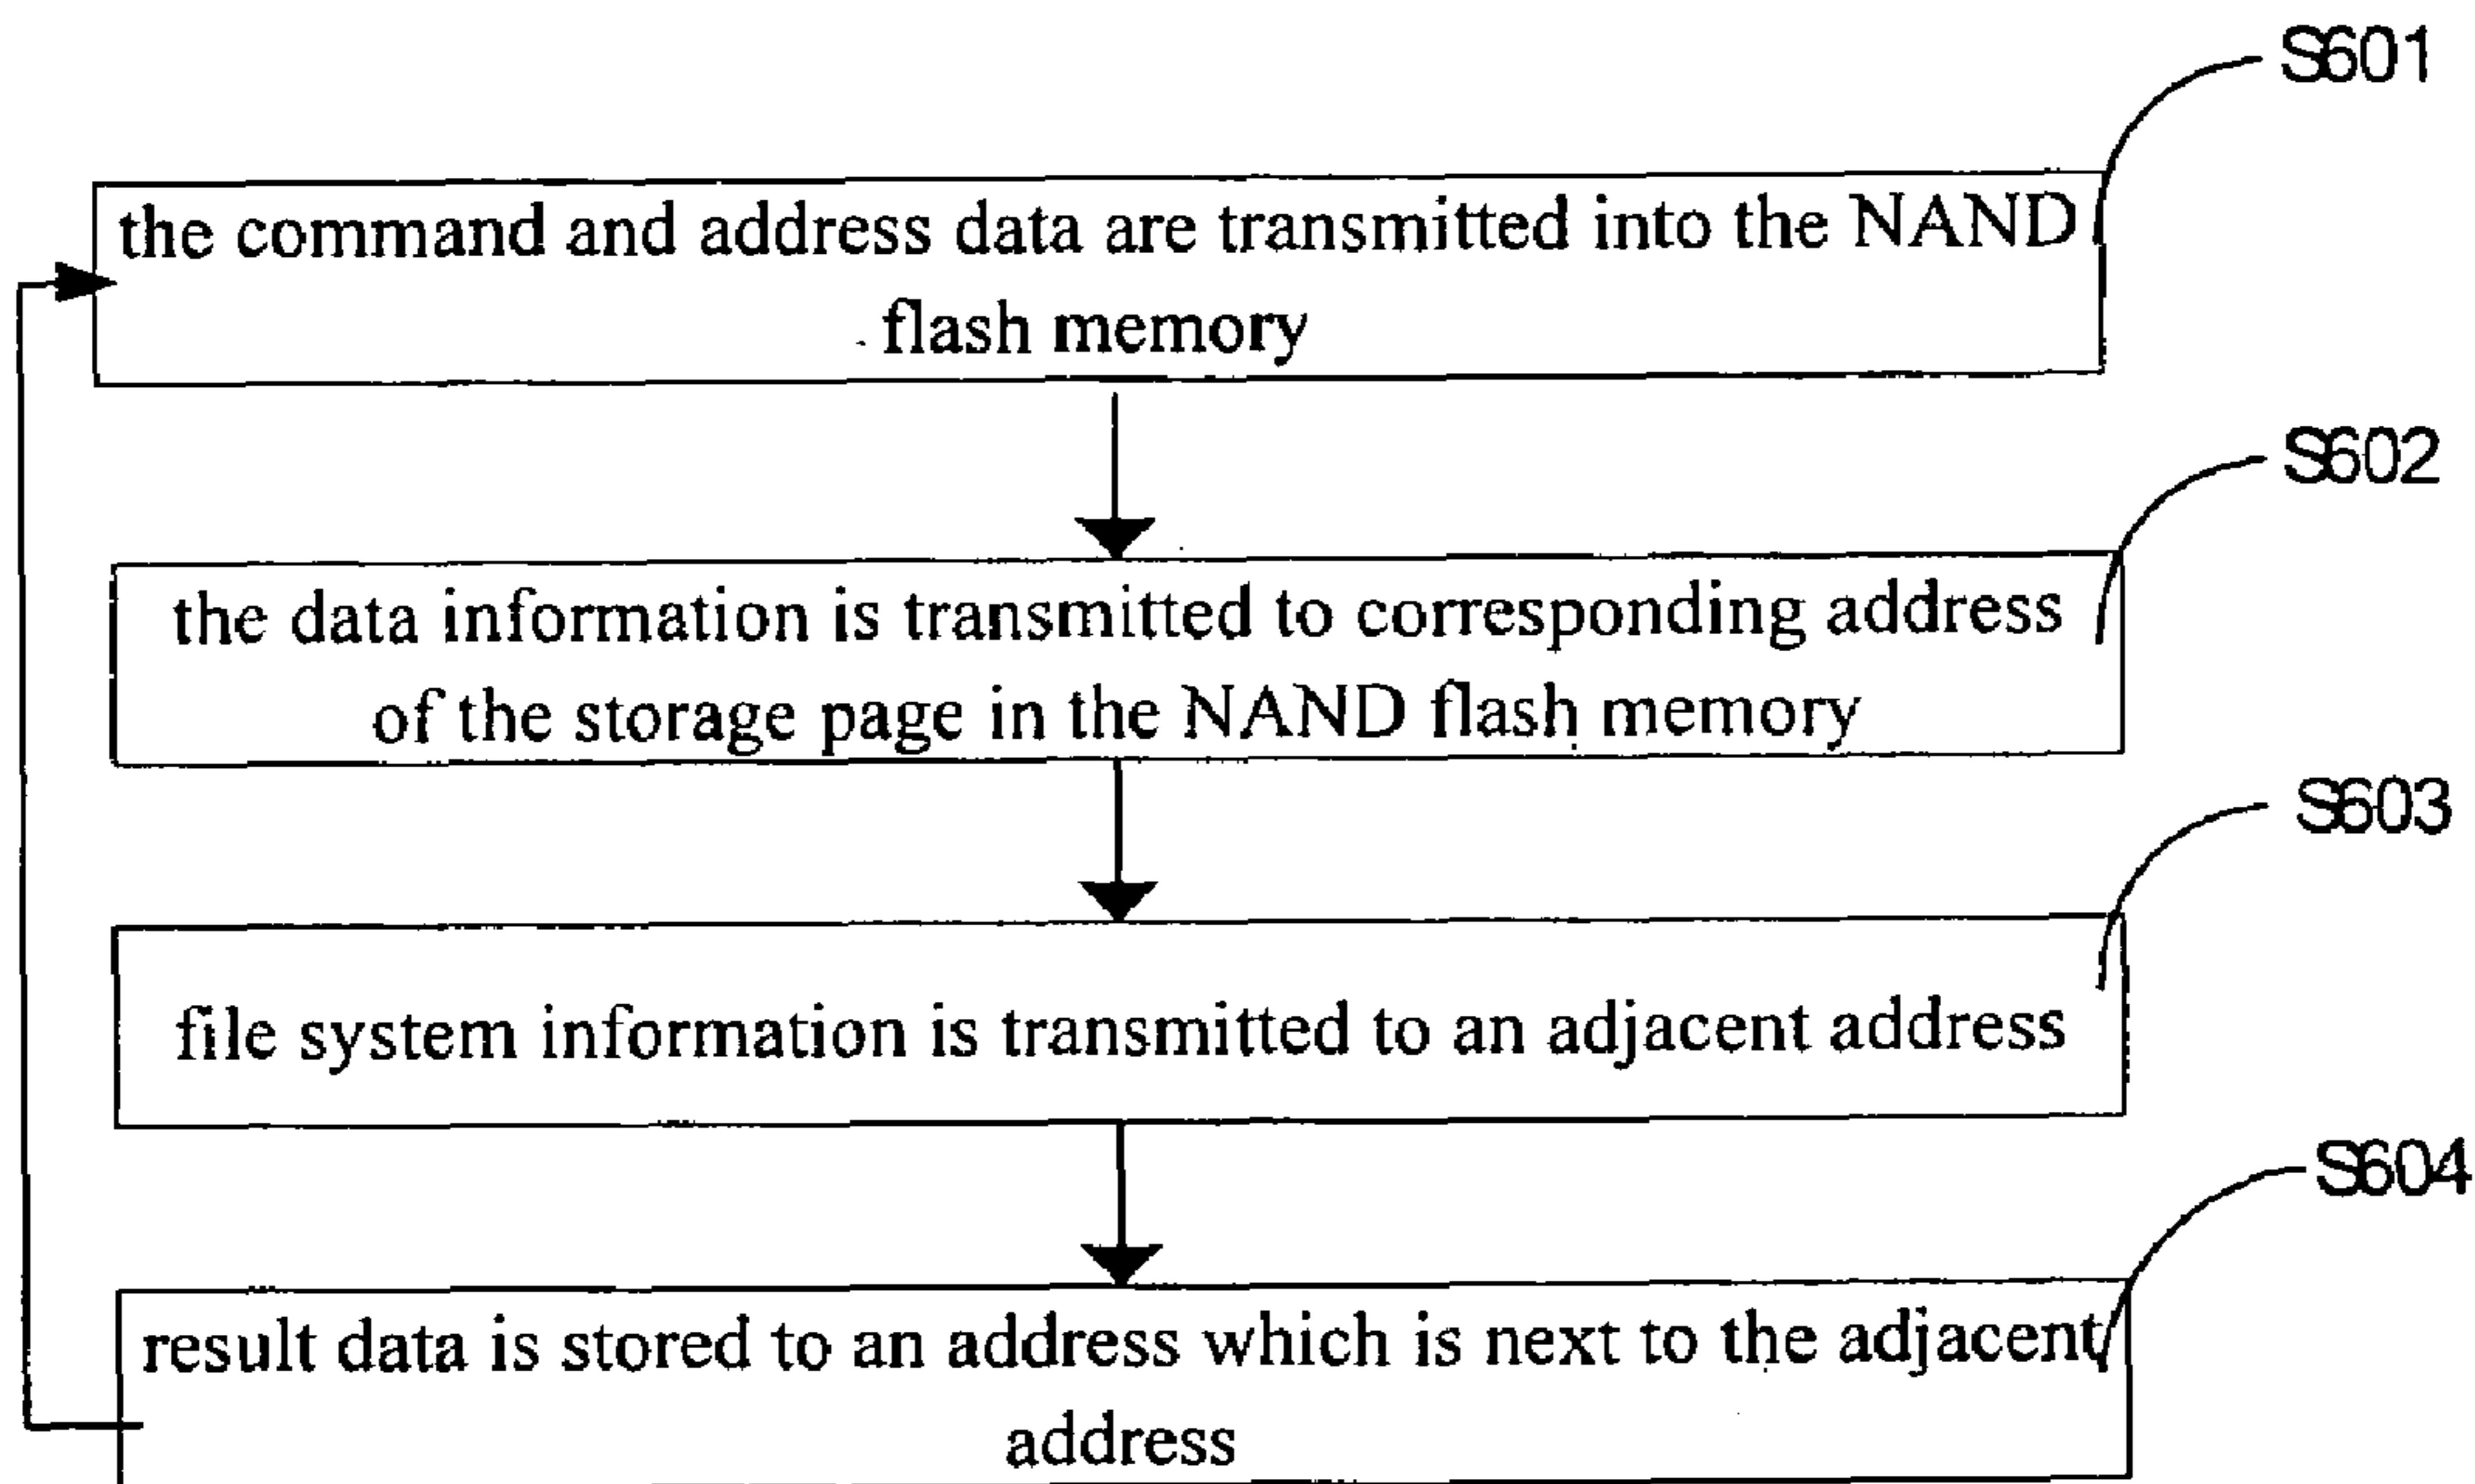 S601
the command and address data are transmitted into the NAND
flash memory
S602
the data information is transmitted to corresponding address
of the storage page in the NAND flash memory
S603
file system information is transmitted to an adjacent address
S604
result data is stored to an address which is next to the adjacent
address